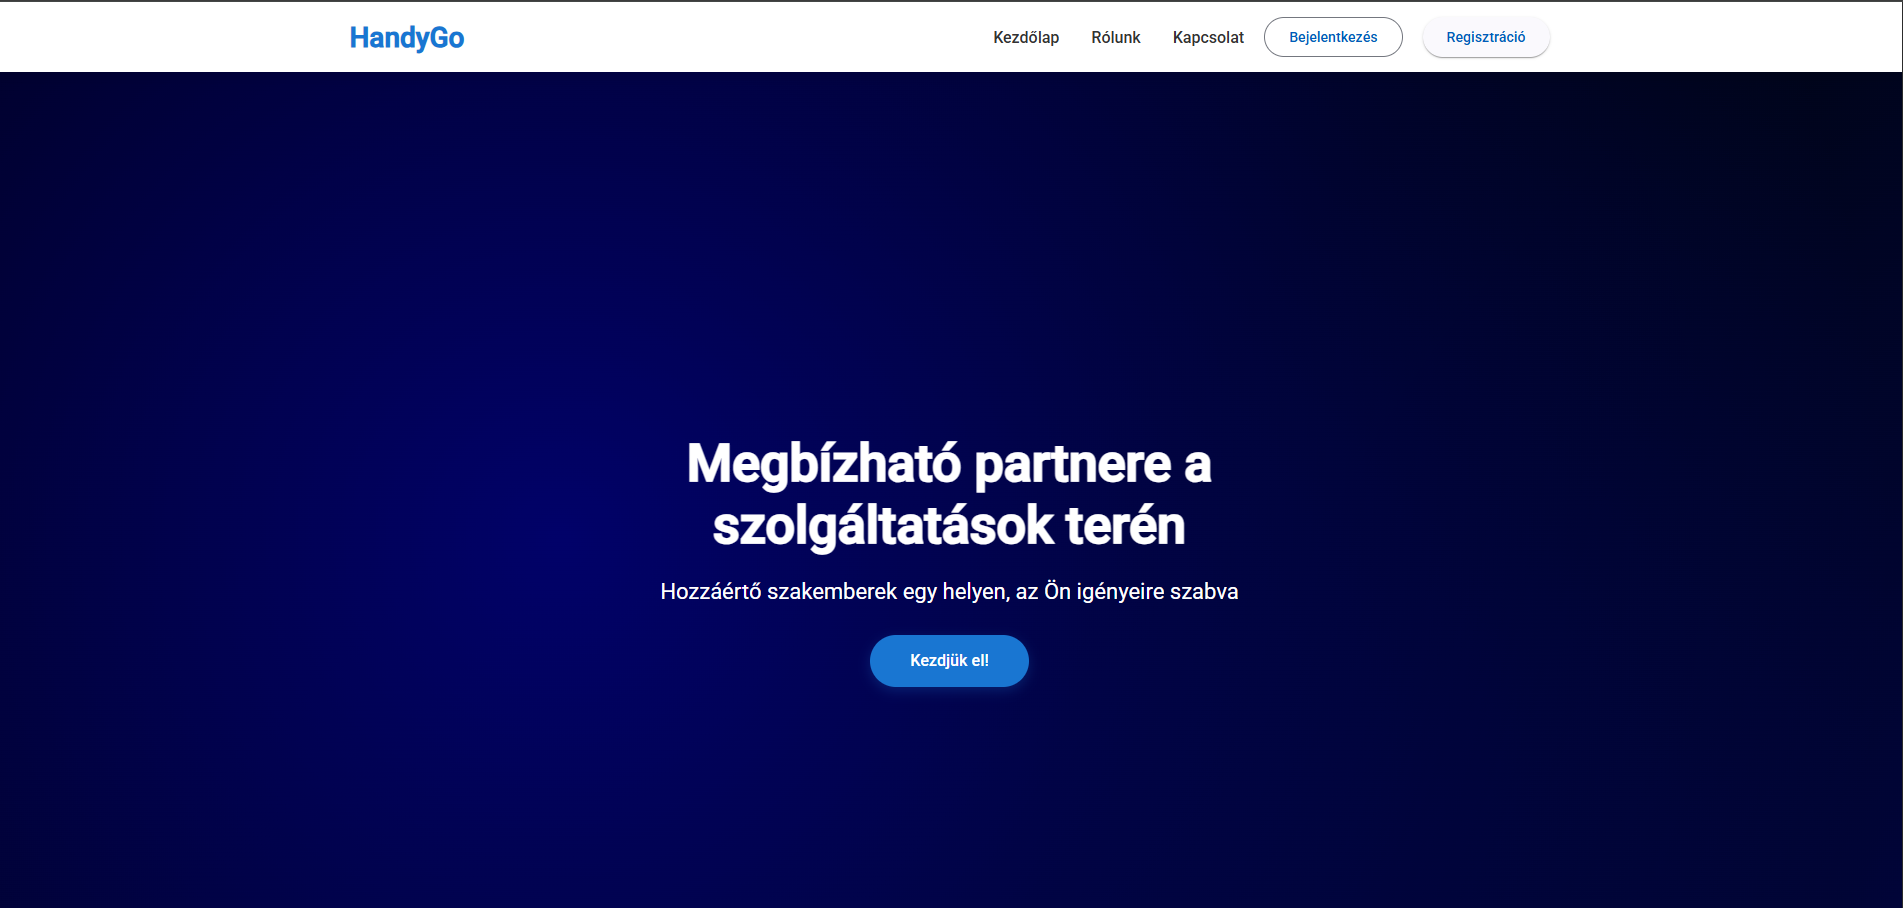 HandyGo
Kezdőlap
Rólunk
Kapcsolat
Bejelentkezés
Regisztráció
Megbízható partnere a
szolgáltatások terén
Hozzáértő szakemberek egy helyen, az Ön igényeire szabva
Kezdjük el!